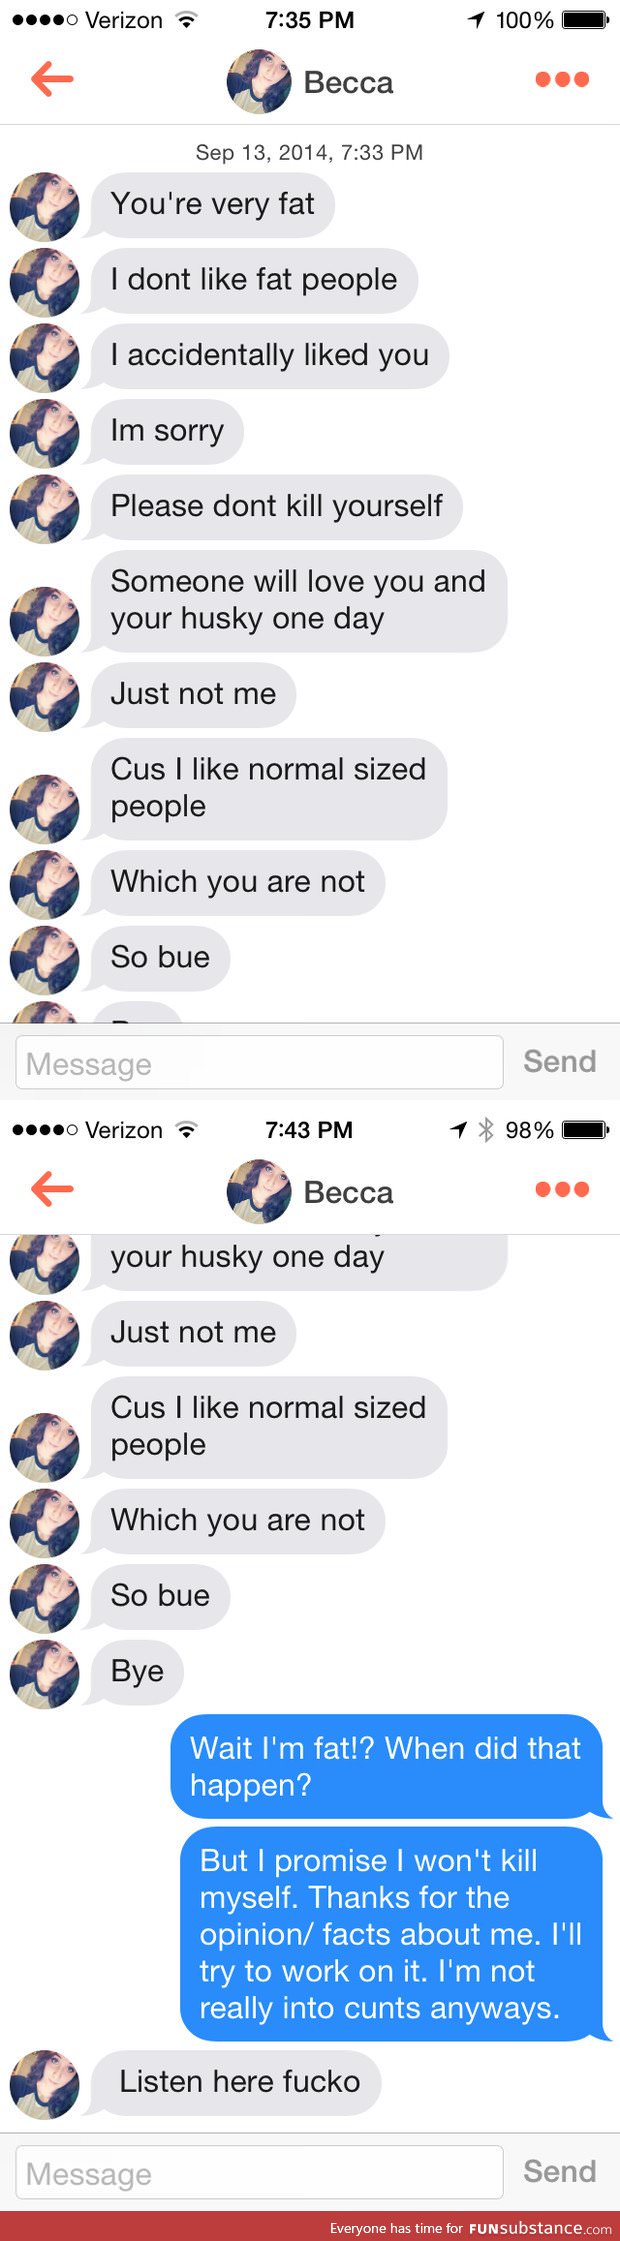 Verizon 7:35 PM 100%
Becca
Sep 13, 2014, 7:33 PM
You're very fat
I dont like fat people
I accidentally liked you
Im sorry
Please dont kill yourself
Someone will love you and
your husky one day
Just not me
Cus I like normal sized
people
Which you are not
So bue
Message Send
Verizon 7:43 PM 98%
Becca
your husky one day
Just not me
Cus I like normal sized
people
Which you are not
So bue
Bye
Wait I'm fat!? When did that
happen?
But I promise I won't kill
myself. Thanks for the
opinion/ facts about me. I'll
try to work on it. I'm not
really into cunts anyways.
Listen here fucko
Message Send
Everyone has time for FUNsubstance.com